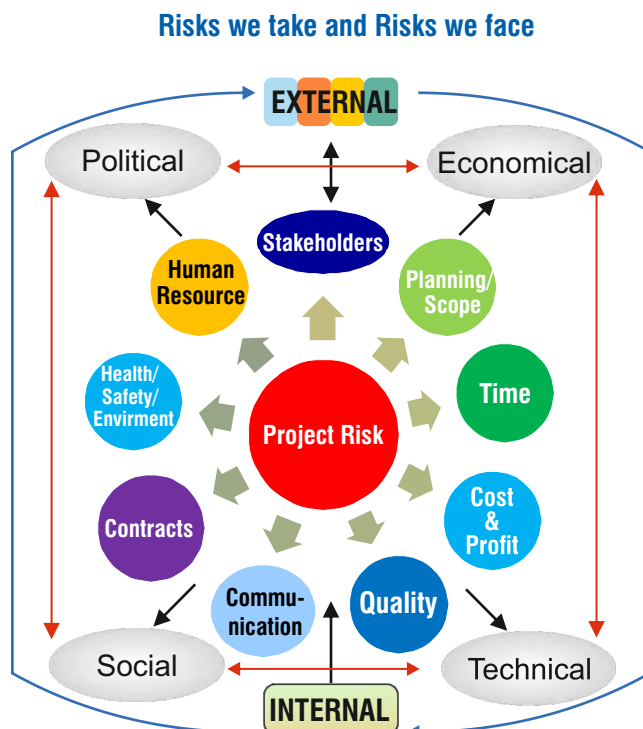 Risks we take and Risks we face
EXTERNAL
Political
Economical
Stakeholders
Human
Resource
Planning/
Scope
Health/
Safety/
Envirment
Time
Project Risk
Contracts
Cost
&
Profit
Commu-
nication
Quality
Social
Technical
INTERNAL